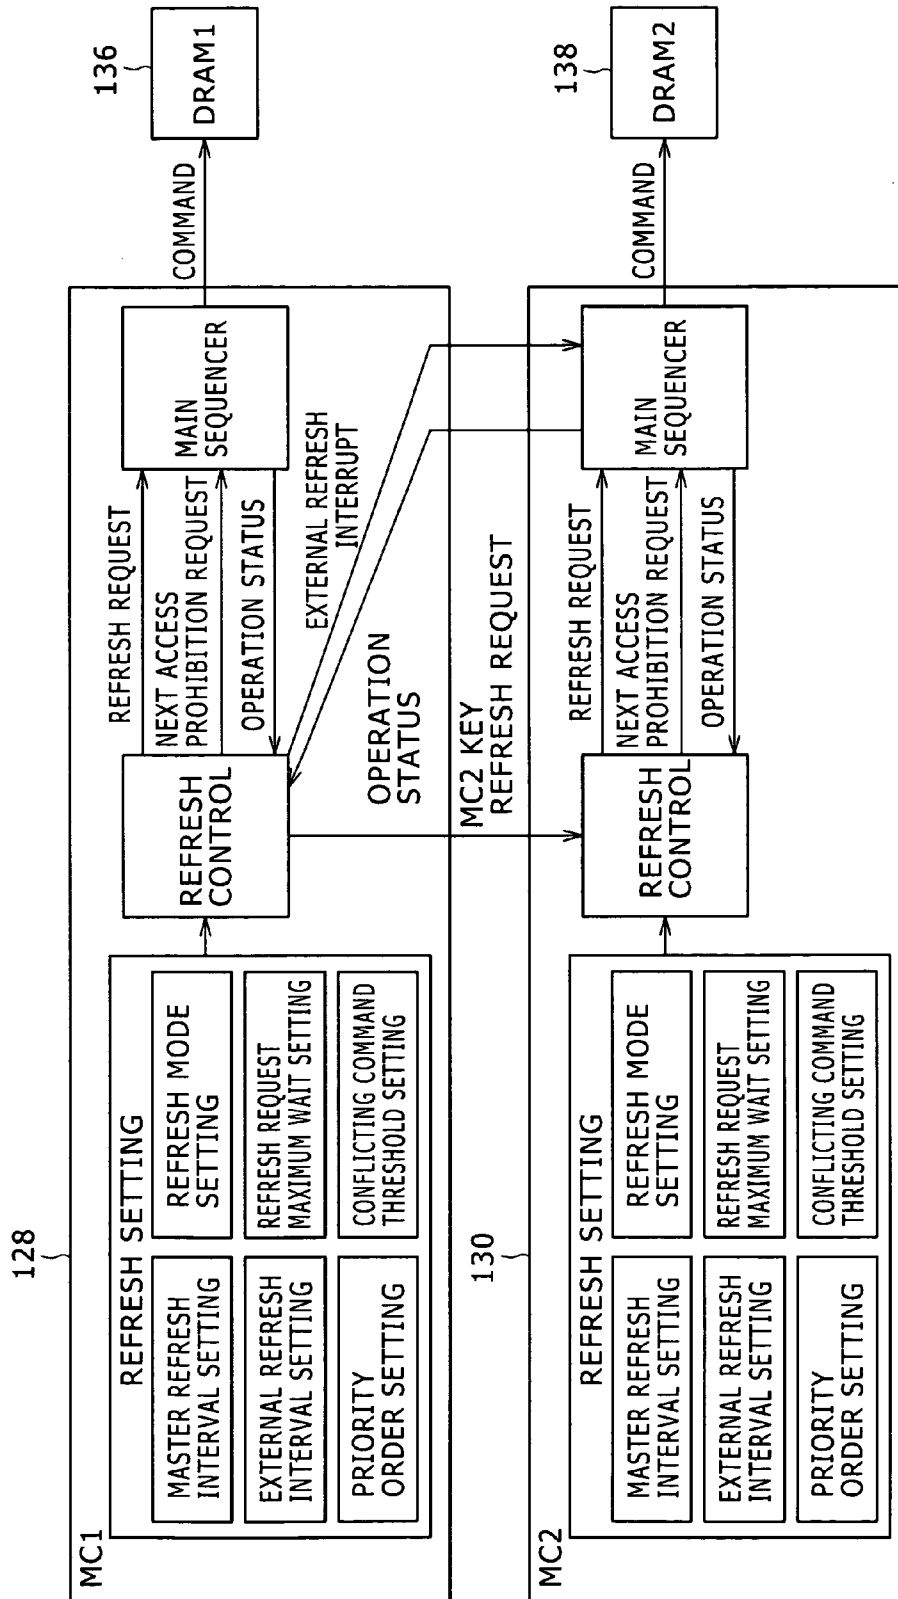 128
MC1
REFRESH SETTING
MASTER REFRESH
INTERVAL SETTING
REFRESH MODE
SETTING
EXTERNAL REFRESH
INTERVAL SETTING
REFRESH REQUEST
MAXIMUM WAIT SETTING
PRIORITY
ORDER SETTING
CONFLICTING COMMAND
THRESHOLD SETTING
REFRESH
CONTROL
REFRESH REQUEST
NEXT ACCESS
PROHIBITION REQUEST
OPERATION STATUS
MAIN
SEQUENCER
COMMAND
136
DRAM1
EXTERNAL REFRESH
INTERRUPT
OPERATION
STATUS
MC2 KEY
REFRESH REQUEST
130
MC2
REFRESH SETTING
MASTER REFRESH
INTERVAL SETTING
REFRESH MODE
SETTING
EXTERNAL REFRESH
INTERVAL SETTING
REFRESH REQUEST
MAXIMUM WAIT SETTING
PRIORITY
ORDER SETTING
CONFLICTING COMMAND
THRESHOLD SETTING
REFRESH
CONTROL
REFRESH REQUEST
NEXT ACCESS
PROHIBITION REQUEST
OPERATION STATUS
MAIN
SEQUENCER
COMMAND
138
DRAM2